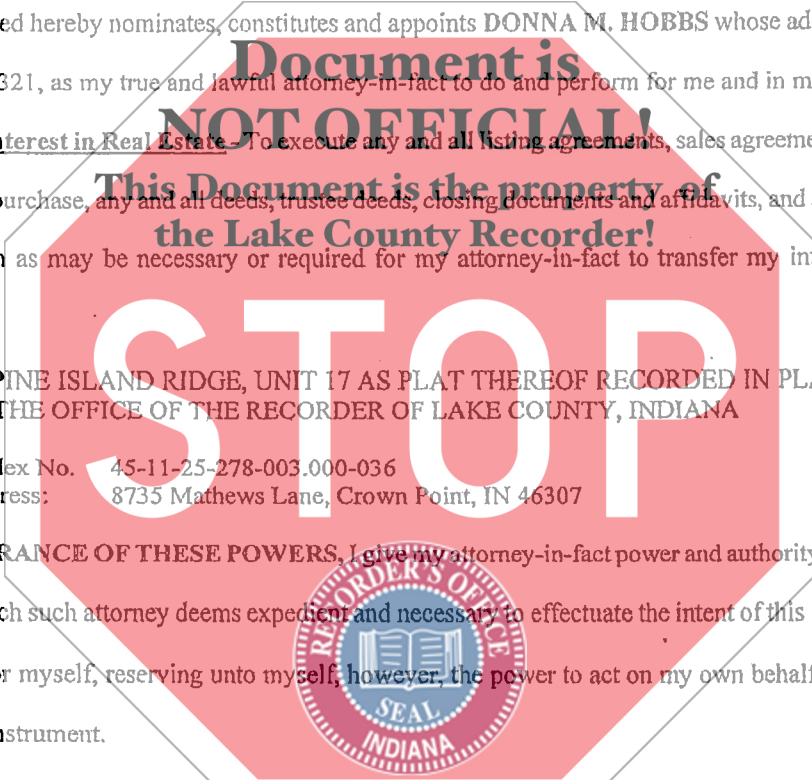 ed hereby nominates, constitutes and appoints DONNA M. HOBBS whose ad
Document is
321, as my true and lawful attorney-in-fact to do and perform for me and in m
NOT OFFICIAL!
terest in Real Estate - To execute any and all listing agreements, sales agreeme
This Document is the property of
urchase, any and all deeds, trustee deeds, closing documents and affidavits, and
the Lake County Recorder!
as may be necessary or required for my attorney-in-fact to transfer my in
STOP
PINE ISLAND RIDGE, UNIT 17 AS PLAT THEREOF RECORDED IN PLA
THE OFFICE OF THE RECORDER OF LAKE COUNTY, INDIANA
ex No. 45-11-25-278-003.000-036
ress: 8735 Mathews Lane, Crown Point, IN 46307
RANCE OF THESE POWERS, I give my attorney-in-fact power and authority
ch such attorney deems expedient and necessary to effectuate the intent of this
r myself, reserving unto myself, however, the power to act on my own behalf
nstrument.
RECORDER'S OFFICE
SEAL
INDIANA